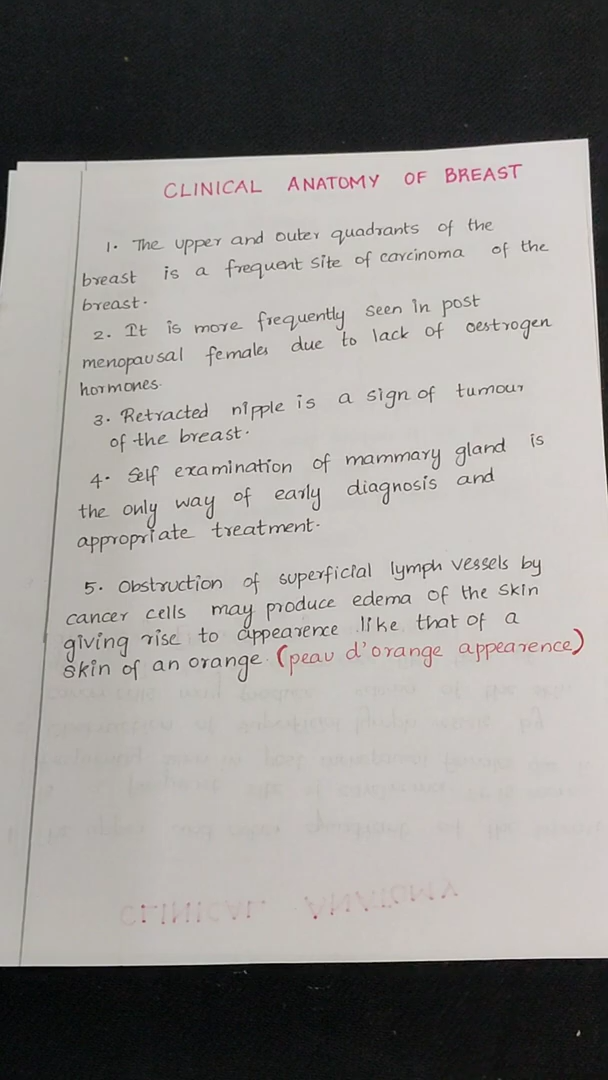 CLINICAL ANATOMY OF BREAST
1. The upper and outer quadrants of the
breast is a frequent site of carcinoma of the
breast.
2. It is more frequently seen in post
menopausal females due to lack of oestrogen
hormones.
3. Retracted nipple is a sign of tumour
of the breast.
4. Self examination of mammary gland is
the only way of early diagnosis and
appropriate treatment.
5. Obstruction of superficial lymph vessels by
cancer cells may produce edema of the skin
giving rise to appearence like that of a
skin of an orange. (peau d'orange appearence)
CLINICAL ANATOMY